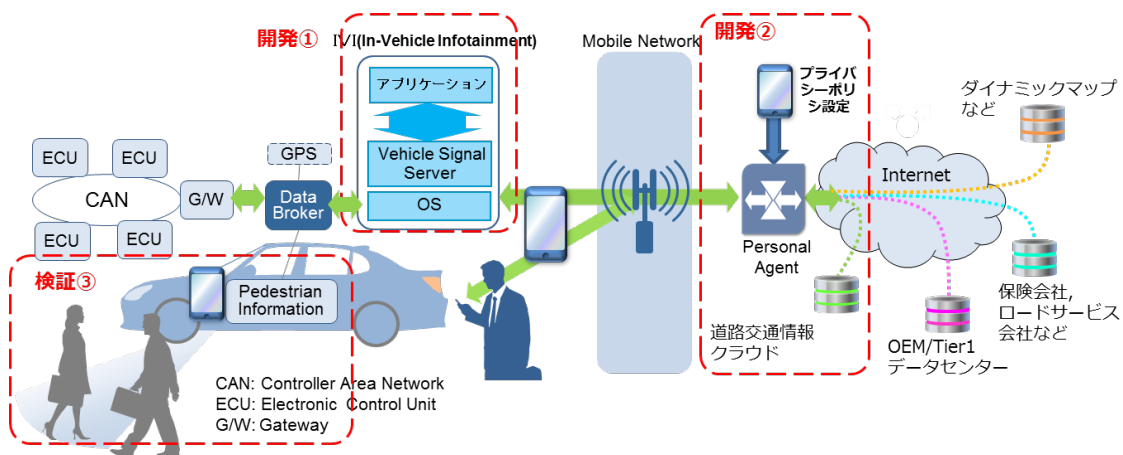 開発①
IVI(In-Vehicle Infotainment)
アプリケーション
Vehicle Signal
Server
OS
Mobile Network
開発②
プライバ
シーポリ
シ設定
ダイナミックマップ
など
Internet
Personal
Agent
保険会社,
ロードサービス
会社など
OEM/Tier1
データセンター
道路交通情報
クラウド
ECU
ECU
CAN
G/W
ECU
ECU
GPS
Data
Broker
検証③
Pedestrian
Information
CAN: Controller Area Network
ECU: Electronic Control Unit
G/W: Gateway